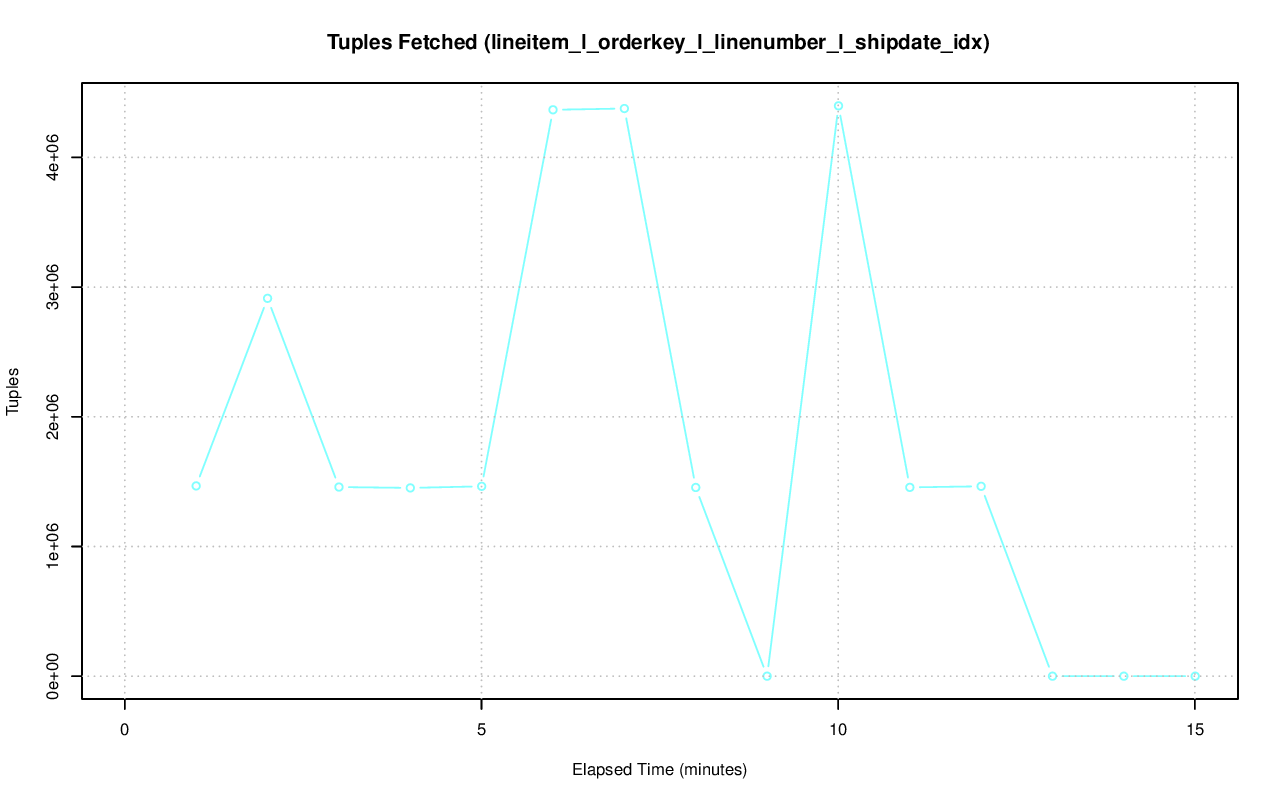 Tuples Fetched (lineitem_l_orderkey_l_linenumber_l_shipdate_idx)
4e+06
3e+06
2e+06
1e+06
0e+00
Tuples
0 5 10 15
Elapsed Time (minutes)